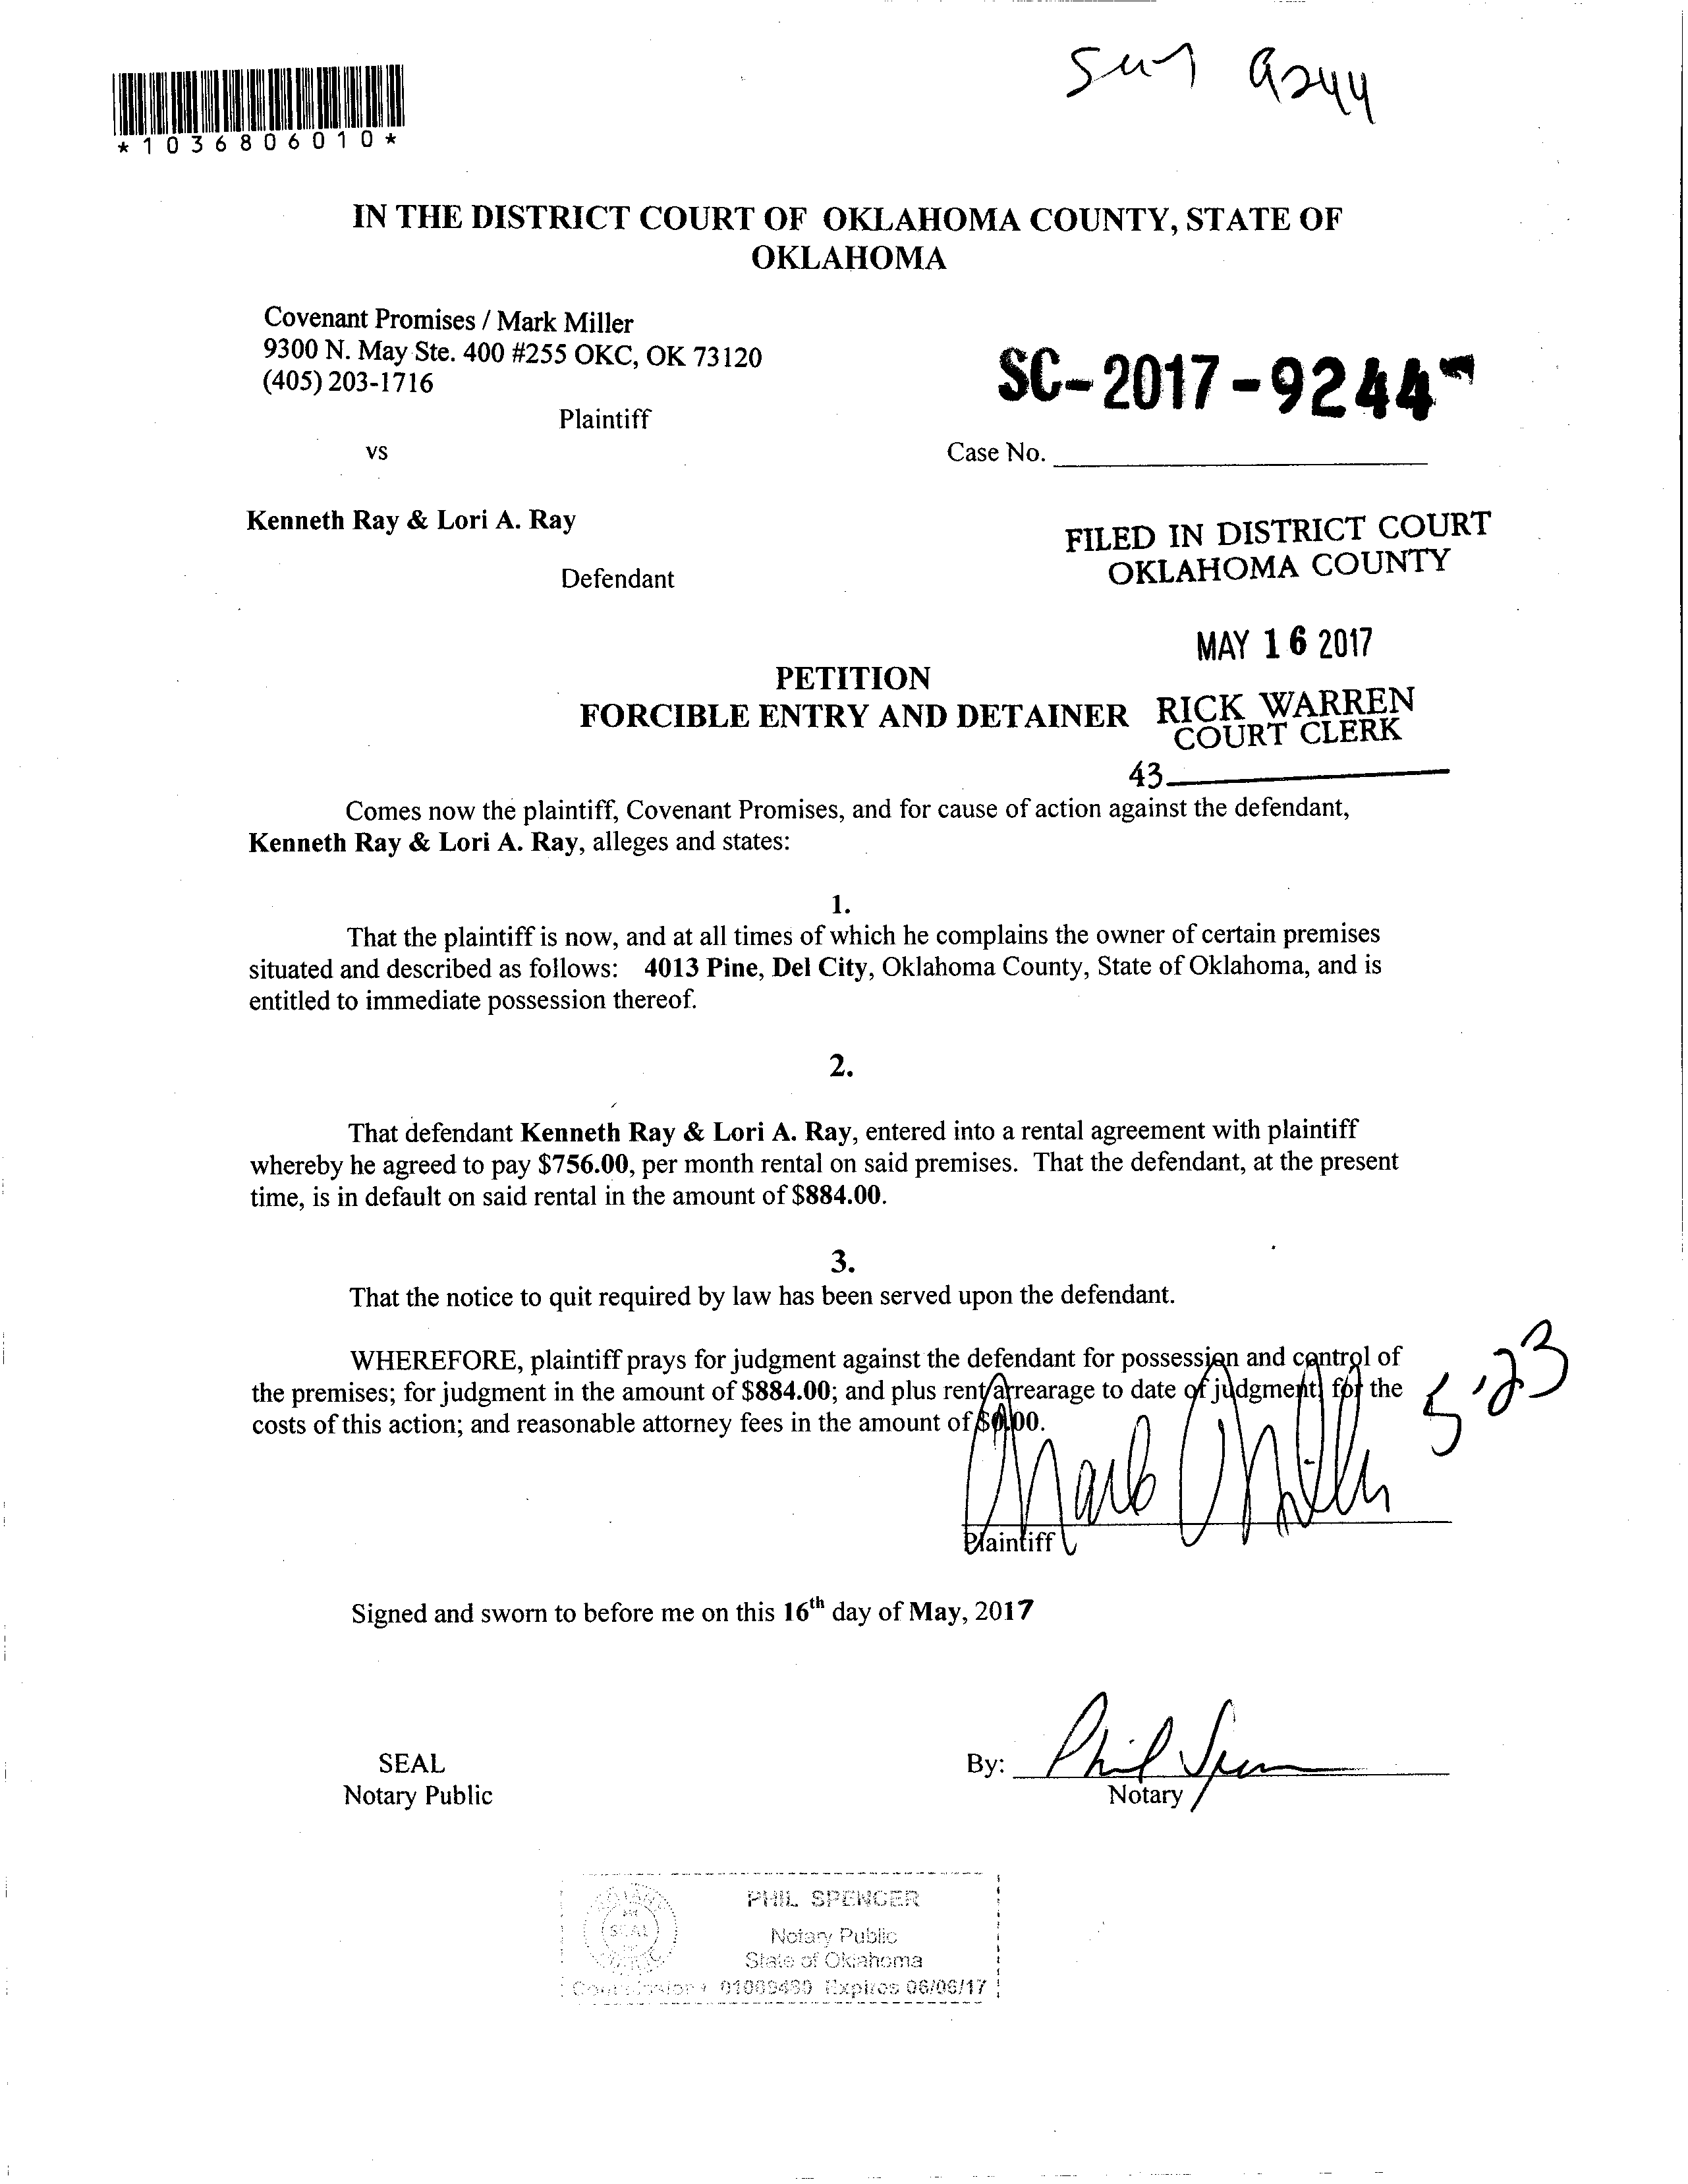 *1036806010*
IN THE DISTRICT COURT OF OKLAHOMA COUNTY, STATE OF
OKLAHOMA
Covenant Promises / Mark Miller
9300 N. May Ste. 400 #255 OKC, OK 73120
(405) 203-1716
Plaintiff
SC-2017-9244
vs
Case No.
Kenneth Ray & Lori A. Ray
Defendant
FILED IN DISTRICT COURT
OKLAHOMA COUNTY
MAY 16 2017
RICK WARREN
COURT CLERK
43
PETITION
FORCIBLE ENTRY AND DETAINER
Comes now the plaintiff, Covenant Promises, and for cause of action against the defendant,
Kenneth Ray & Lori A. Ray, alleges and states:
1.
That the plaintiff is now, and at all times of which he complains the owner of certain premises
situated and described as follows: 4013 Pine, Del City, Oklahoma County, State of Oklahoma, and is
entitled to immediate possession thereof.
2.
That defendant Kenneth Ray & Lori A. Ray, entered into a rental agreement with plaintiff
whereby he agreed to pay $756.00, per month rental on said premises. That the defendant, at the present
time, is in default on said rental in the amount of $884.00.
3.
That the notice to quit required by law has been served upon the defendant.
WHEREFORE, plaintiff prays for judgment against the defendant for possession and control of
the premises; for judgment in the amount of $884.00; and plus rent arrearage to date of judgment; for the
costs of this action; and reasonable attorney fees in the amount of $0.00.
5-23
Mark Miller
Plaintiff
Signed and sworn to before me on this 16th day of May, 2017
SEAL
Notary Public
By: Phil Spencer
Notary
PHIL SPENCER
Notary Public
State of Oklahoma
Expires 06/06/17